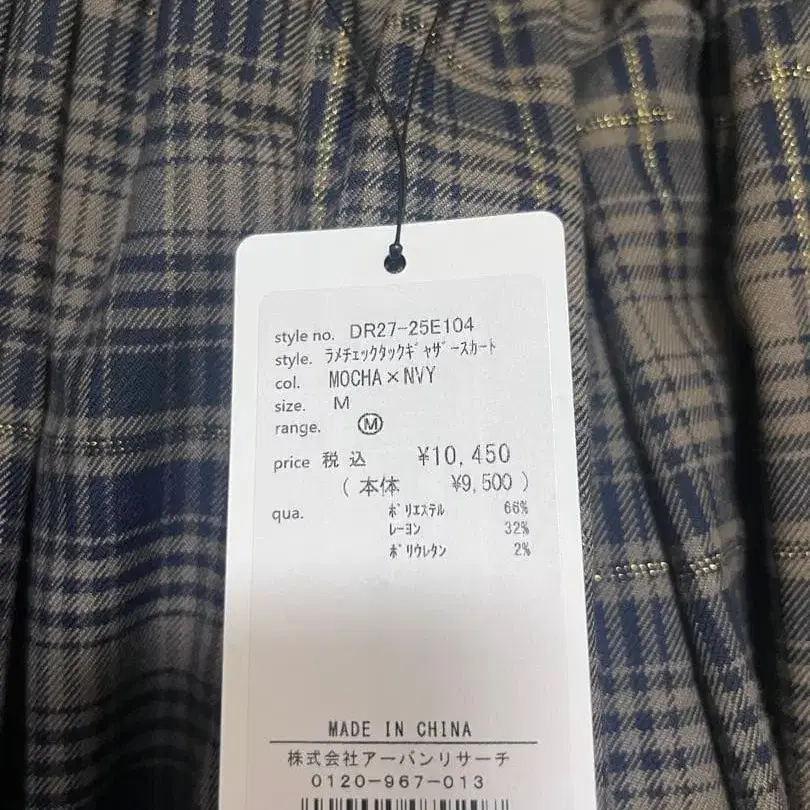 style no. DR27-25E104
style. ﾗﾒﾁｪｯｸﾀｯｸｷﾞｬｻﾞｰｽｶｰﾄ
col. MOCHA×NVY
size. M
range. Ⓜ
price 税込 ¥10,450
(本体 ¥9,500)
qua. ﾎﾟﾘｴｽﾃﾙ 66%
ﾚｰﾖﾝ 32%
ﾎﾟﾘｳﾚﾀﾝ 2%
MADE IN CHINA
株式会社アーバンリサーチ
0120-967-013